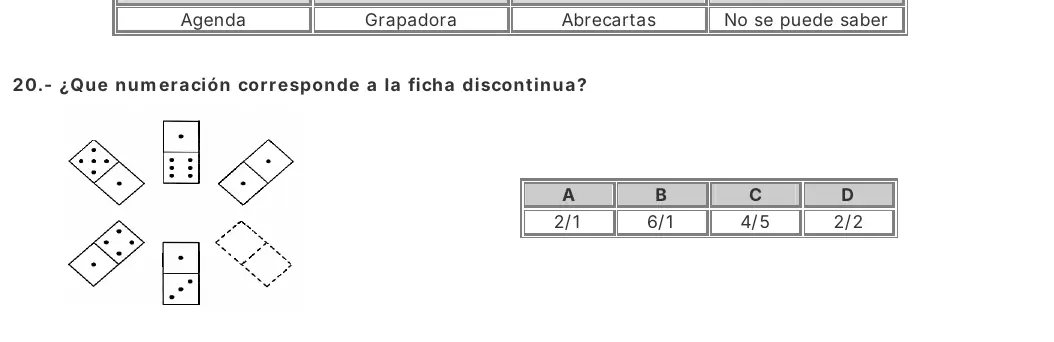 Agenda Grapadora Abrecartas No se puede saber
20.- ¿Que numeración corresponde a la ficha discontinua?
A B C D
2/1 6/1 4/5 2/2